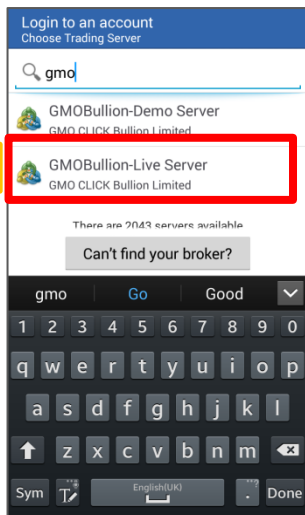 Login to an account
Choose Trading Server
gmo
GMOBullion-Demo Server
GMO CLICK Bullion Limited
GMOBullion-Live Server
GMO CLICK Bullion Limited
There are 2043 servers available
Can't find your broker?
gmo Go Good
1 2 3 4 5 6 7 8 9 0
q w e r t y u i o p
a s d f g h j k l
z x c v b n m
Sym T English(UK) . ? Done